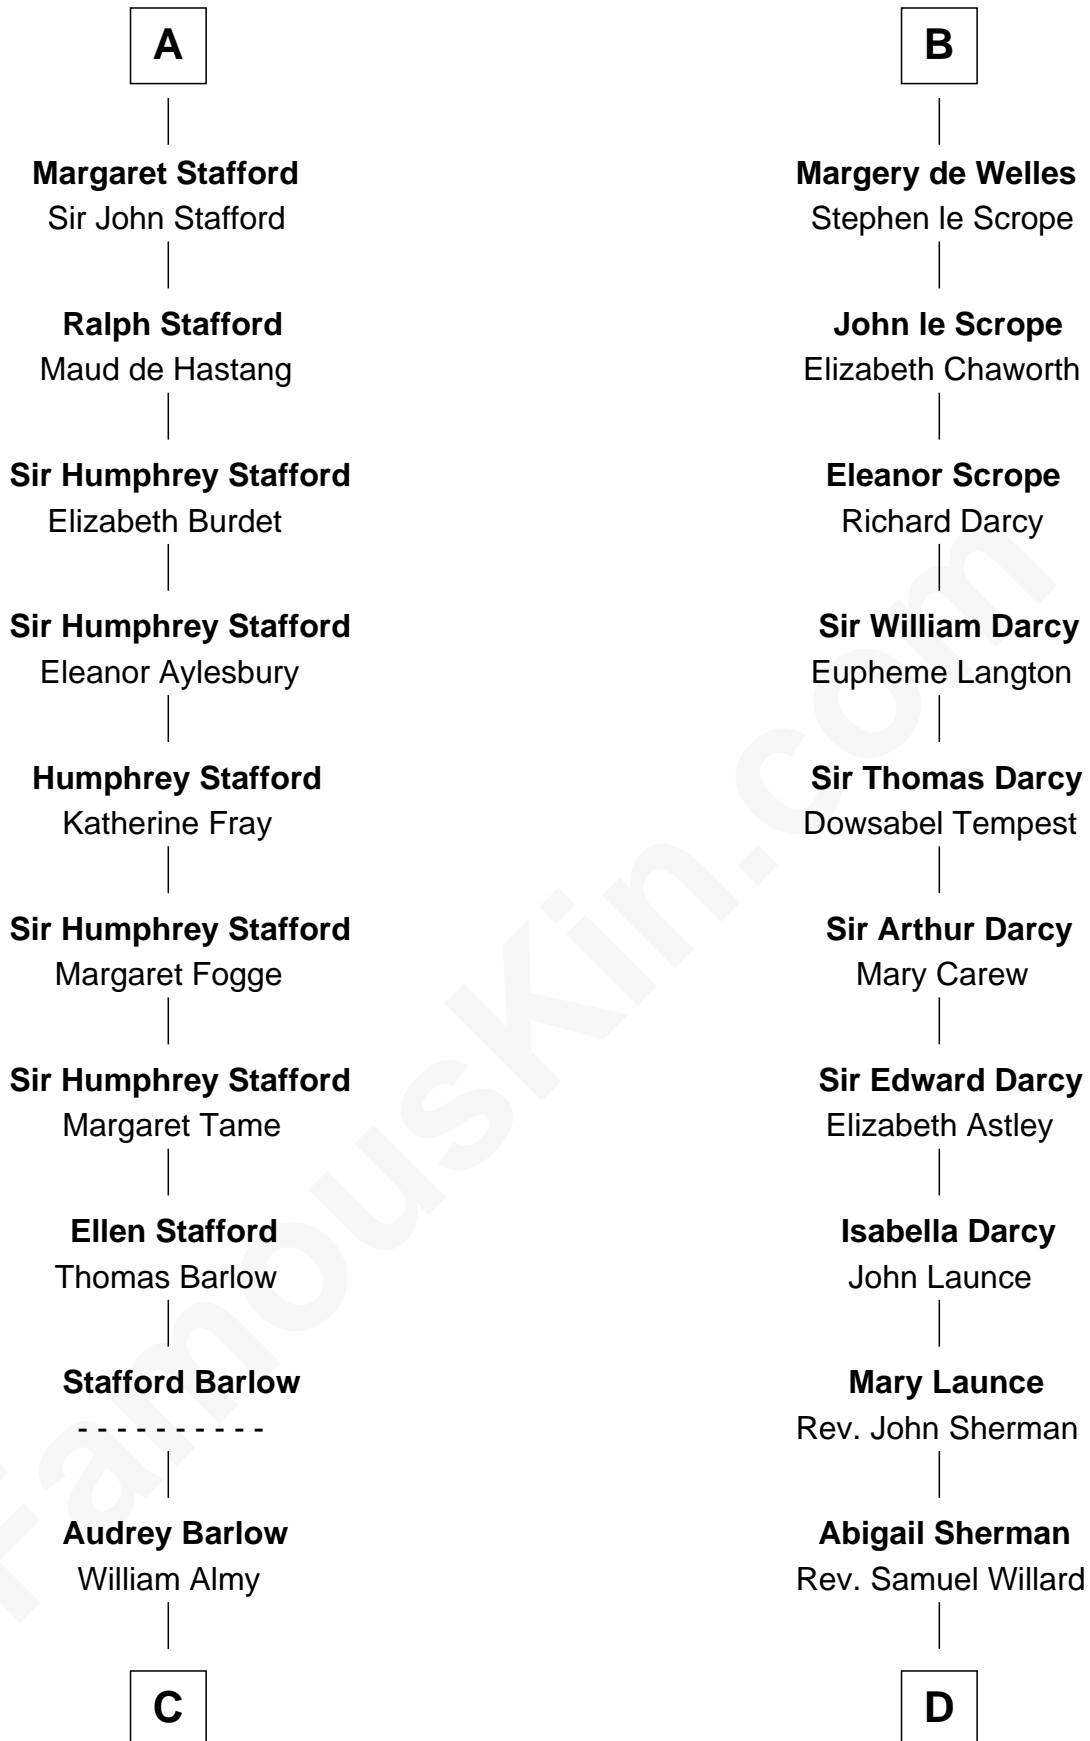 A
Margaret Stafford
Sir John Stafford
Ralph Stafford
Maud de Hastang
Sir Humphrey Stafford
Elizabeth Burdet
Sir Humphrey Stafford
Eleanor Aylesbury
Humphrey Stafford
Katherine Fray
Sir Humphrey Stafford
Margaret Fogge
Sir Humphrey Stafford
Margaret Tame
Ellen Stafford
Thomas Barlow
Stafford Barlow
- - - - - - - - - -
Audrey Barlow
William Almy
C
B
Margery de Welles
Stephen le Scrope
John le Scrope
Elizabeth Chaworth
Eleanor Scrope
Richard Darcy
Sir William Darcy
Eupheme Langton
Sir Thomas Darcy
Dowsabel Tempest
Sir Arthur Darcy
Mary Carew
Sir Edward Darcy
Elizabeth Astley
Isabella Darcy
John Launce
Mary Launce
Rev. John Sherman
Abigail Sherman
Rev. Samuel Willard
D
FamousKin.com